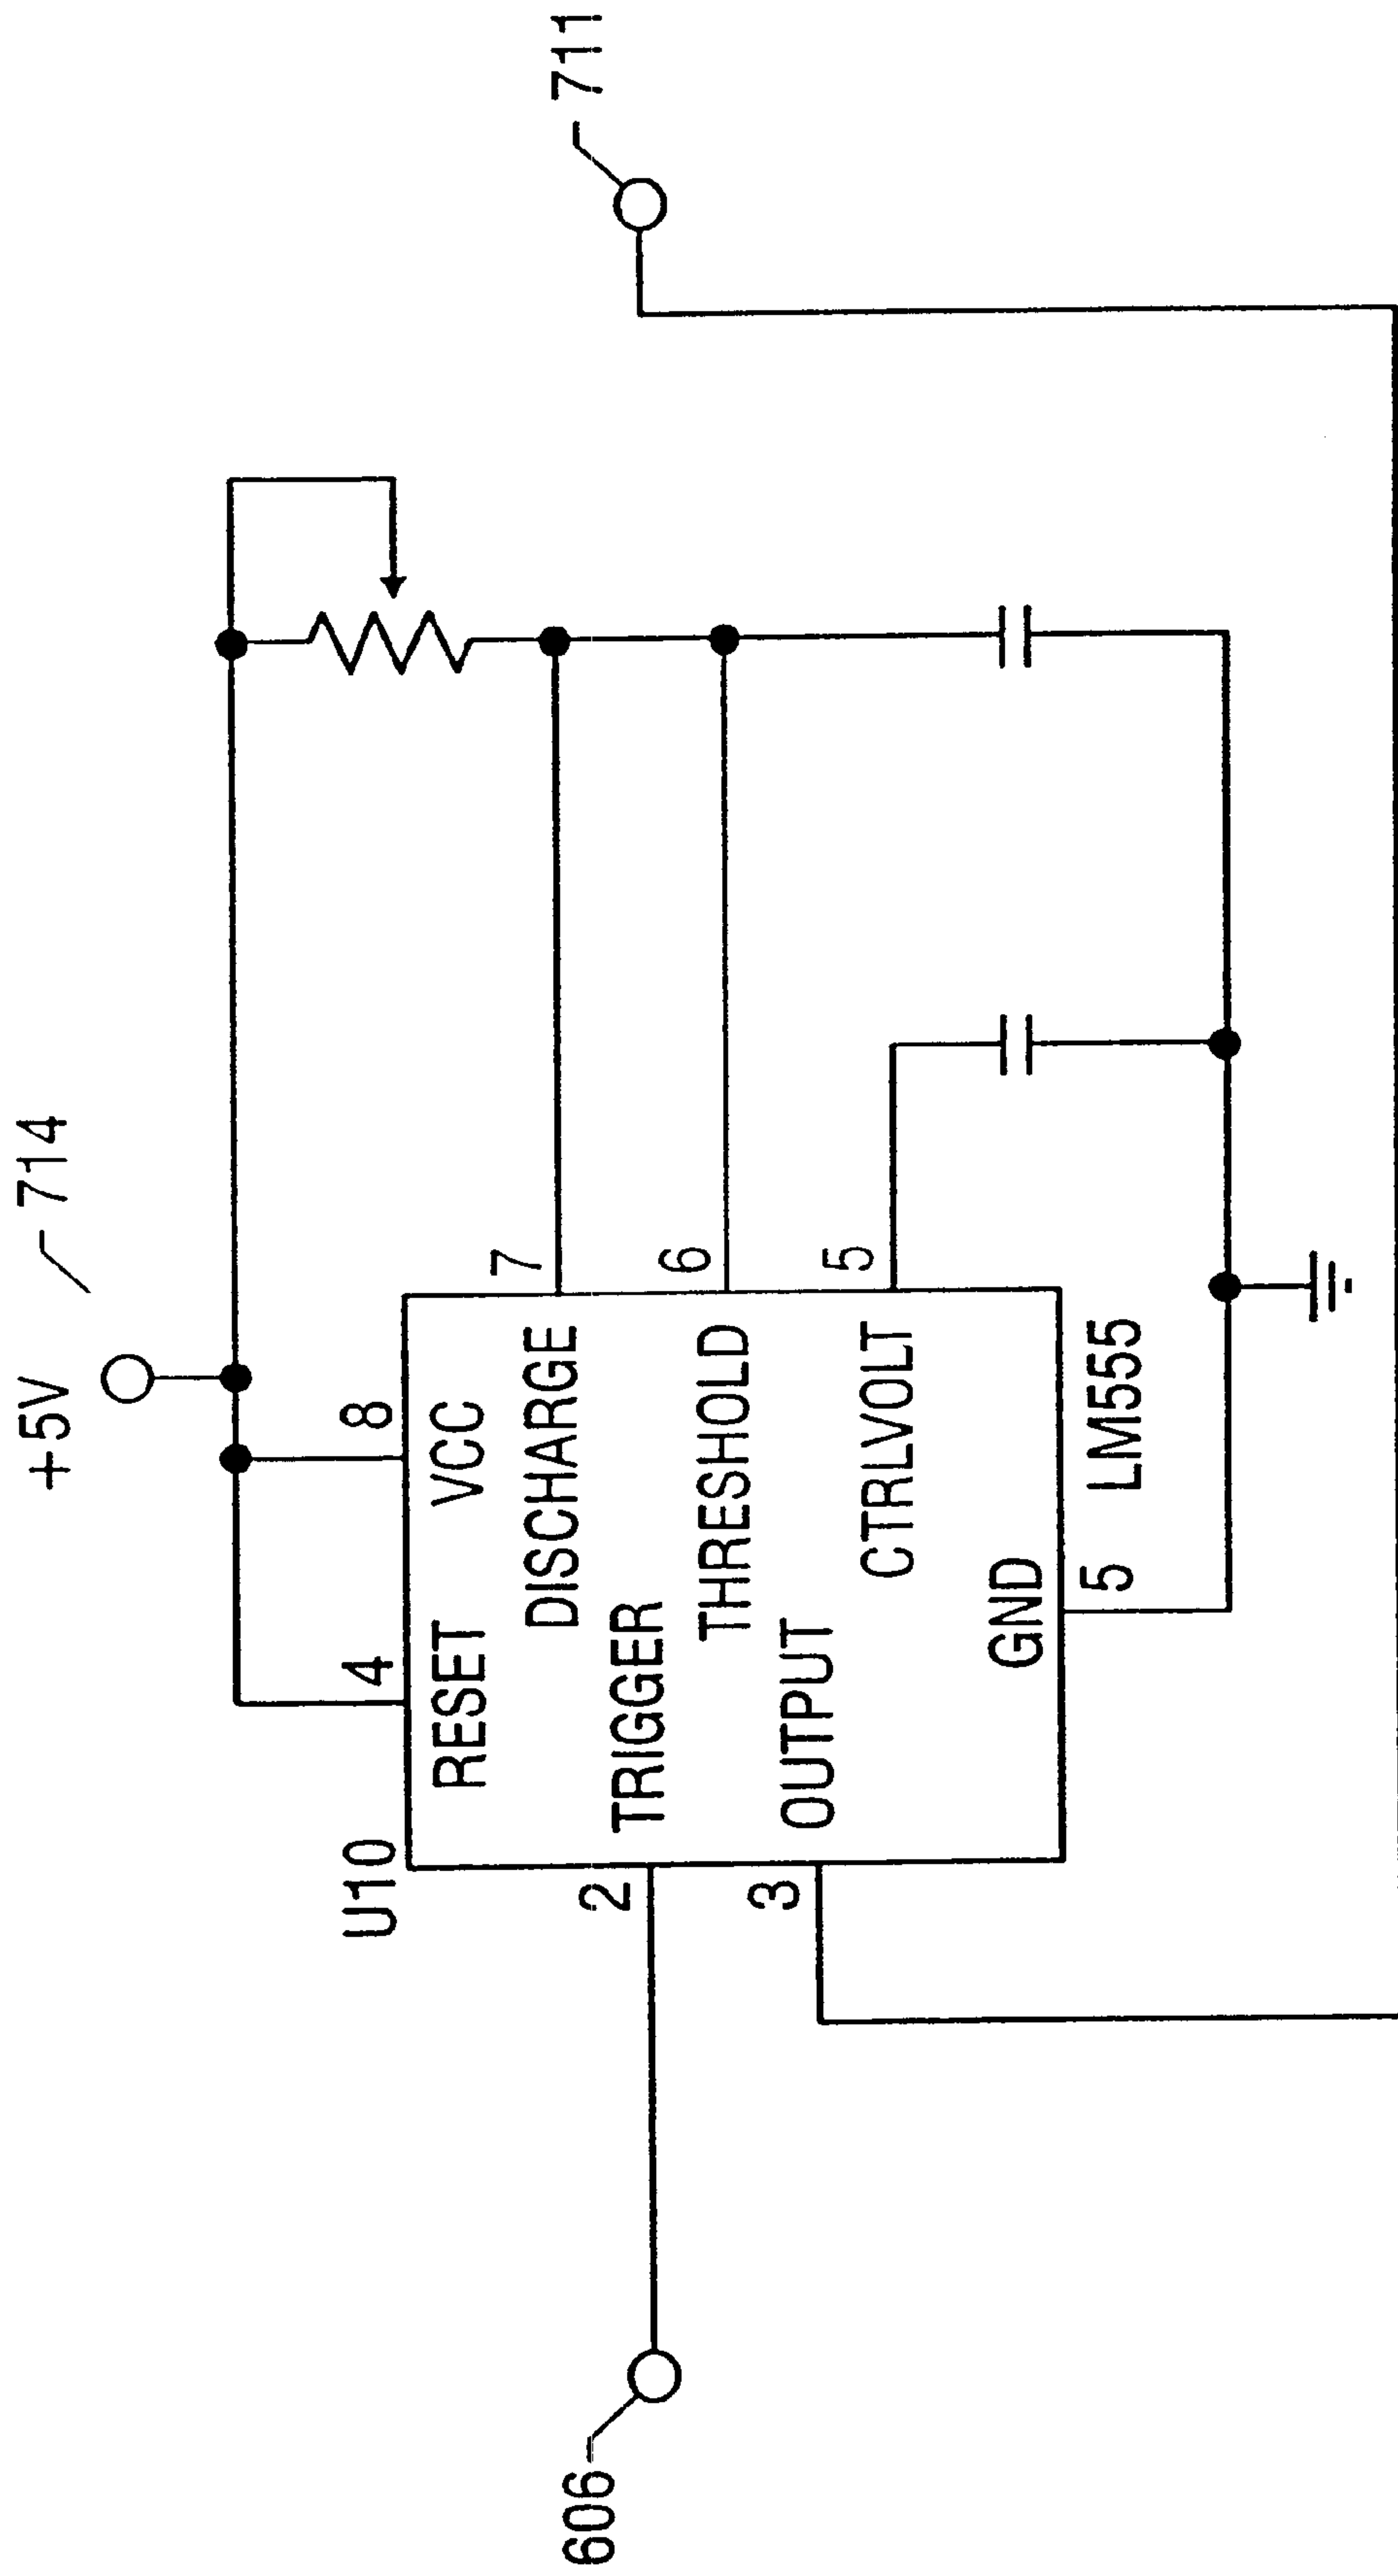 +5V
714
U10
4
8
RESET
VCC
7
DISCHARGE
606
2
TRIGGER
711
6
THRESHOLD
3
OUTPUT
5
CTRLVOLT
GND
5
LM555